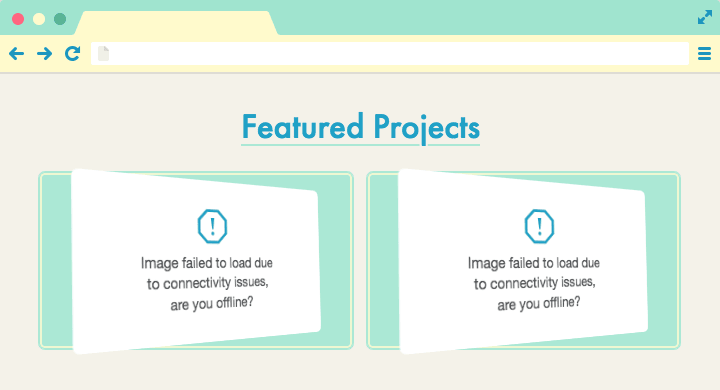 Featured Projects
Image failed to load due
to connectivity issues,
are you offline?
Image failed to load due
to connectivity issues,
are you offline?